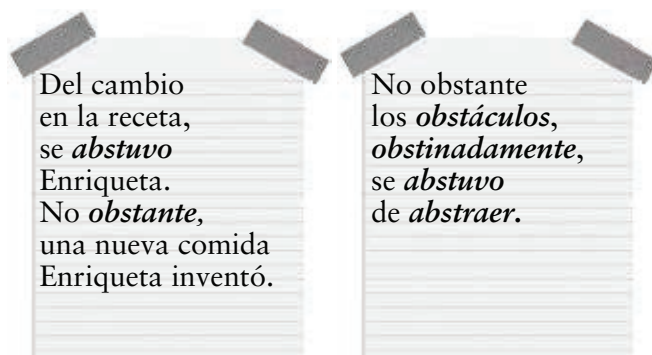 Del cambio
en la receta,
se abstuvo
Enriqueta.
No obstante,
una nueva comida
Enriqueta inventó.
No obstante
los obstáculos,
obstinadamente,
se abstuvo
de abstraer.